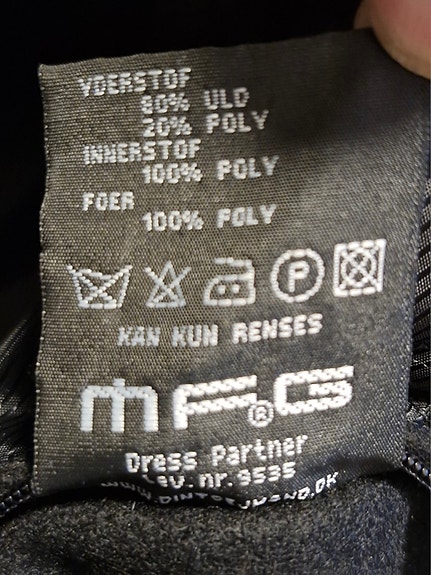 YDERSTOF
80% ULD
20% POLY
INNERSTOF
100% POLY
FOER
100% POLY
P
KAN KUN RENSES
mFG®
Dress Partner
Lev.nr.9535